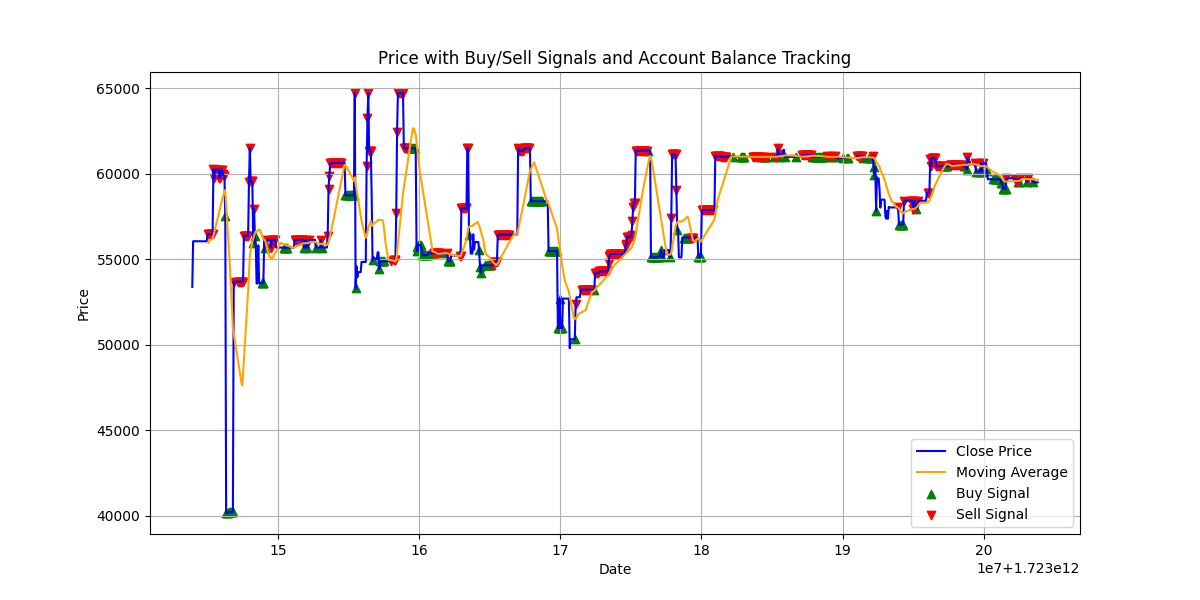 Price with Buy/Sell Signals and Account Balance Tracking
65000
60000
55000
50000
45000
40000
Price
Close Price
Moving Average
Buy Signal
Sell Signal
15 16 17 18 19 20
Date
1e7+1.723e12